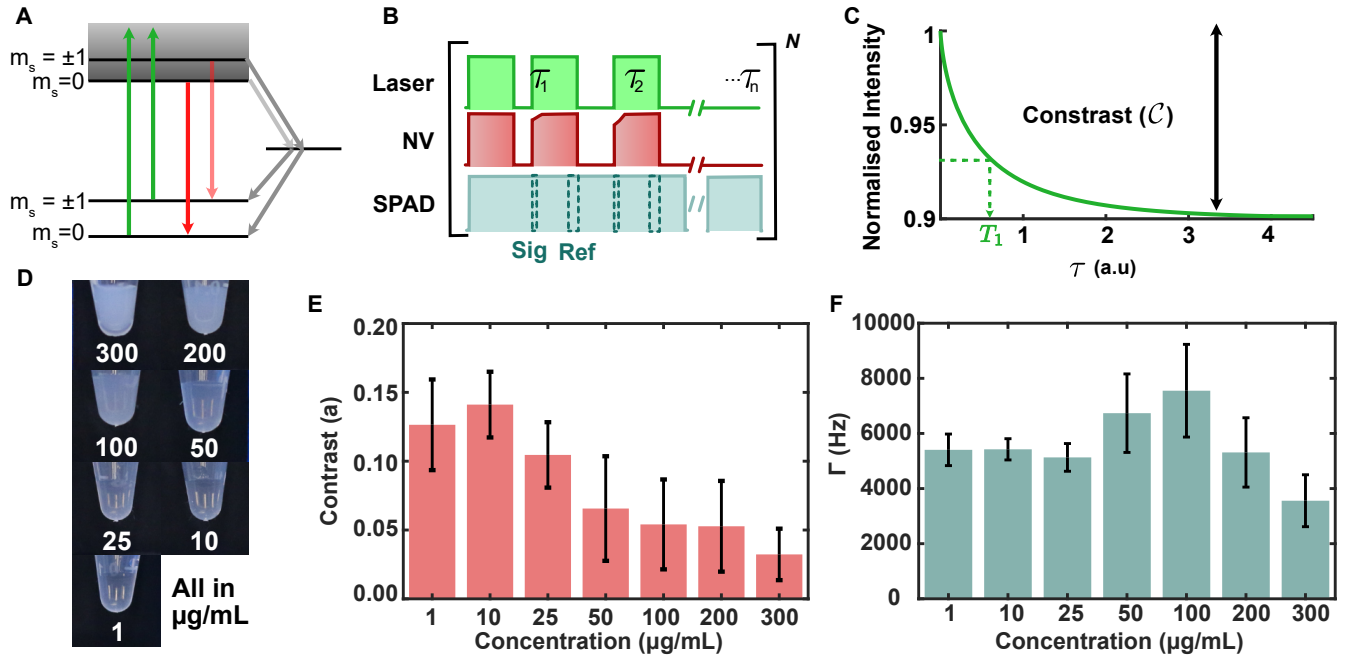 A
m_s = ±1
m_s=0
m_s = ±1
m_s=0
B
N
Laser
τ1
τ2
...τn
NV
SPAD
Sig Ref
C
Normalised Intensity
1
0.95
0.9
Constrast (C)
T1
1
2
3
4
τ (a.u)
D
300
200
100
50
25
10
1
All in
µg/mL
E
Contrast (a)
0.20
0.15
0.10
0.05
0.00
1
10
25
50
100
200
300
Concentration (µg/mL)
F
Γ (Hz)
10000
8000
6000
4000
2000
0
1
10
25
50
100
200
300
Concentration (µg/mL)